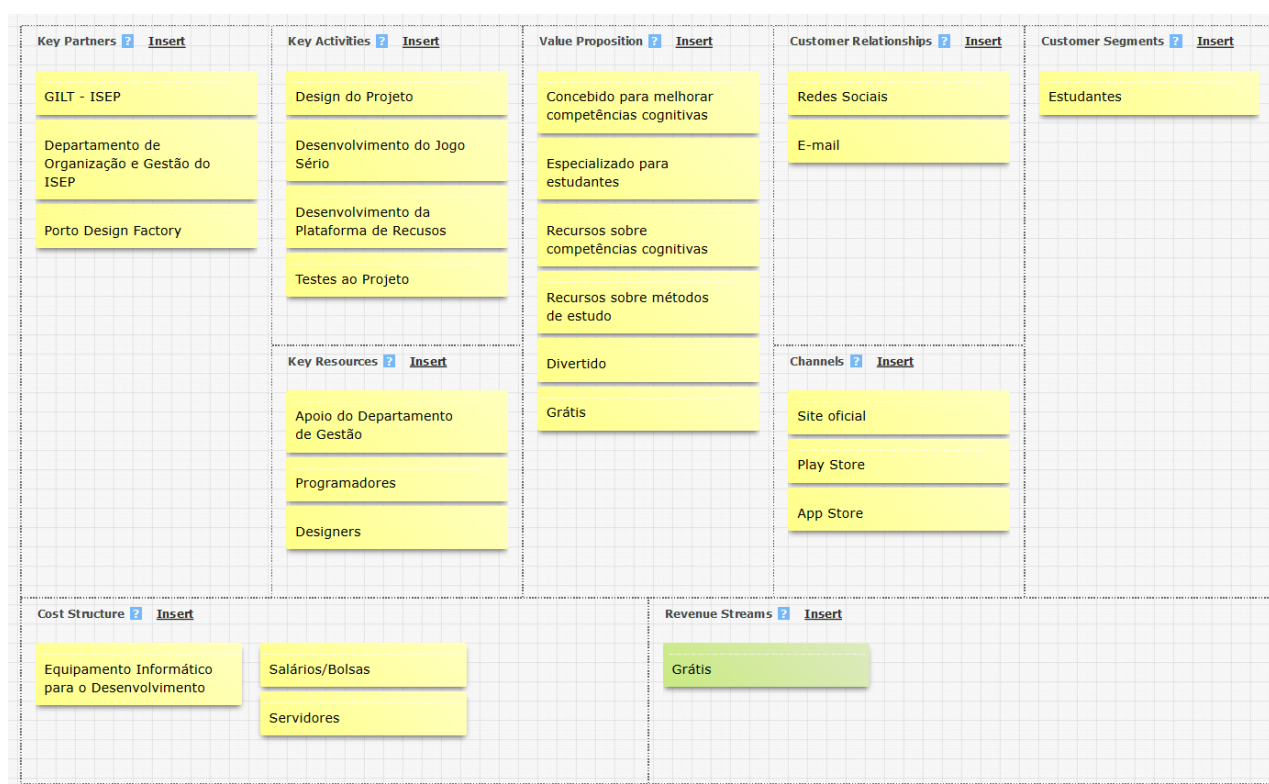 Key Partners ? Insert
GILT - ISEP
Departamento de
Organização e Gestão do
ISEP
Porto Design Factory
Key Activities ? Insert
Design do Projeto
Desenvolvimento do Jogo
Sério
Desenvolvimento da
Plataforma de Recusos
Testes ao Projeto
Key Resources ? Insert
Apoio do Departamento
de Gestão
Programadores
Designers
Value Proposition ? Insert
Concebido para melhorar
competências cognitivas
Especializado para
estudantes
Recursos sobre
competências cognitivas
Recursos sobre métodos
de estudo
Divertido
Grátis
Customer Relationships ? Insert
Redes Sociais
E-mail
Channels ? Insert
Site oficial
Play Store
App Store
Customer Segments ? Insert
Estudantes
Cost Structure ? Insert
Equipamento Informático
para o Desenvolvimento
Salários/Bolsas
Servidores
Revenue Streams ? Insert
Grátis